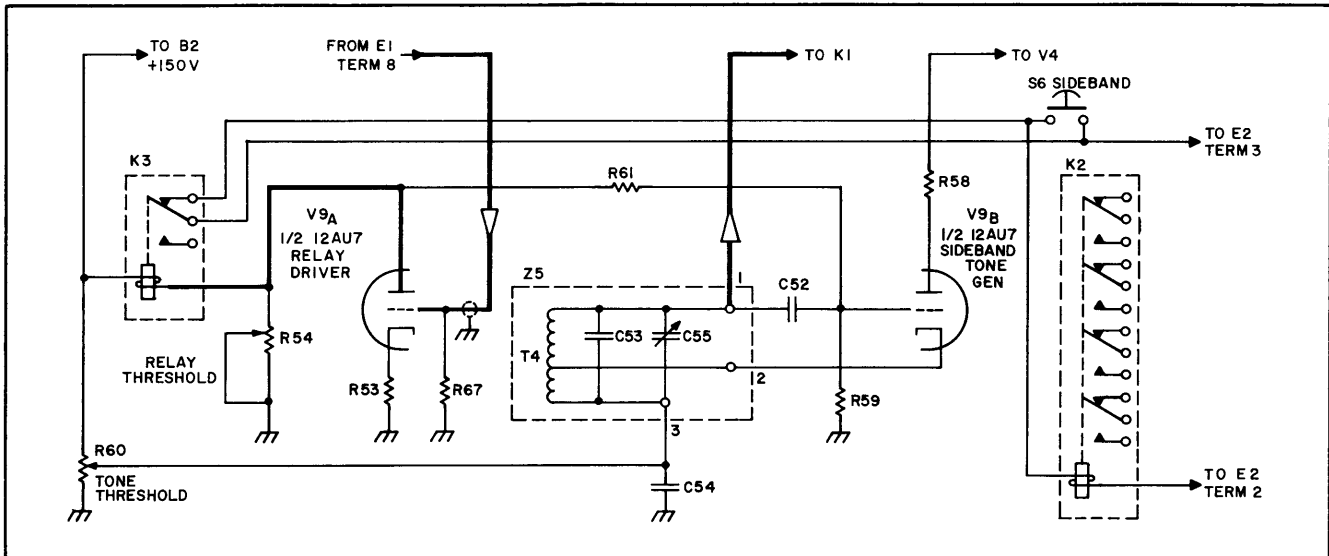 TO B2
+150V
FROM E1
TERM 8
TO K1
TO V4
S6 SIDEBAND
TO E2
TERM 3
K3
R61
K2
R58
V9A
1/2 12AU7
RELAY
DRIVER
V9B
1/2 12AU7
SIDEBAND
TONE
GEN
Z5
1
C52
R54
C53
C55
T4
2
RELAY
THRESHOLD
R53
R67
R59
3
R60
TONE
THRESHOLD
C54
TO E2
TERM 2